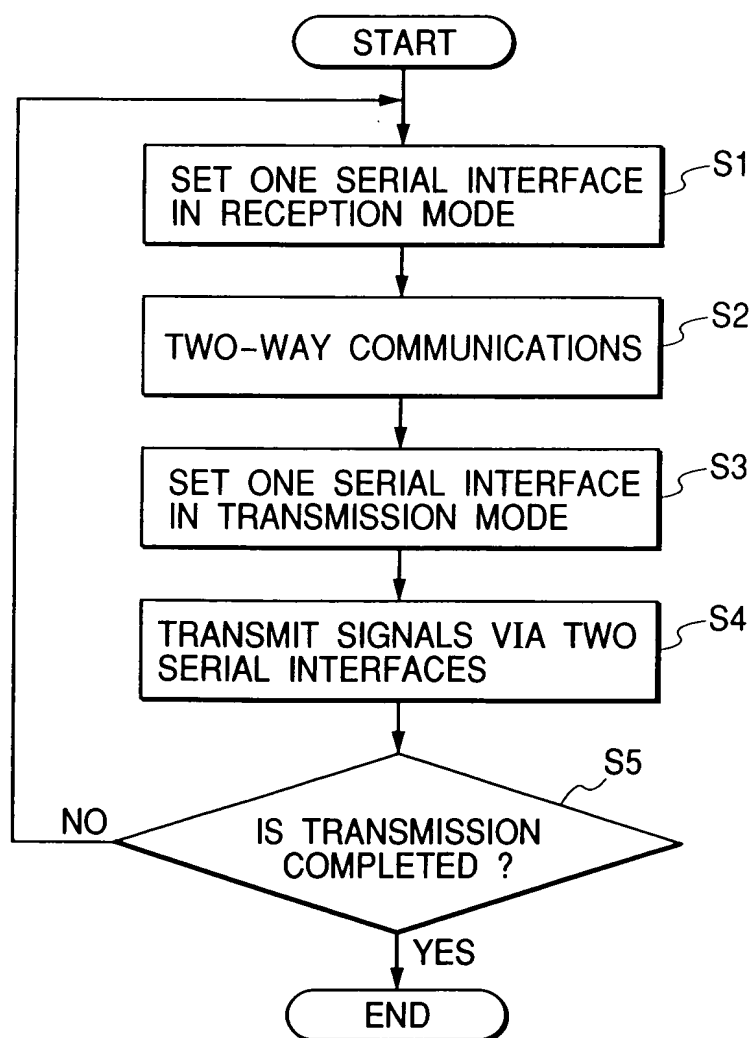 START
SET ONE SERIAL INTERFACE
IN RECEPTION MODE
S1
TWO-WAY COMMUNICATIONS
S2
SET ONE SERIAL INTERFACE
IN TRANSMISSION MODE
S3
TRANSMIT SIGNALS VIA TWO
SERIAL INTERFACES
S4
S5
NO
IS TRANSMISSION
COMPLETED ?
YES
END